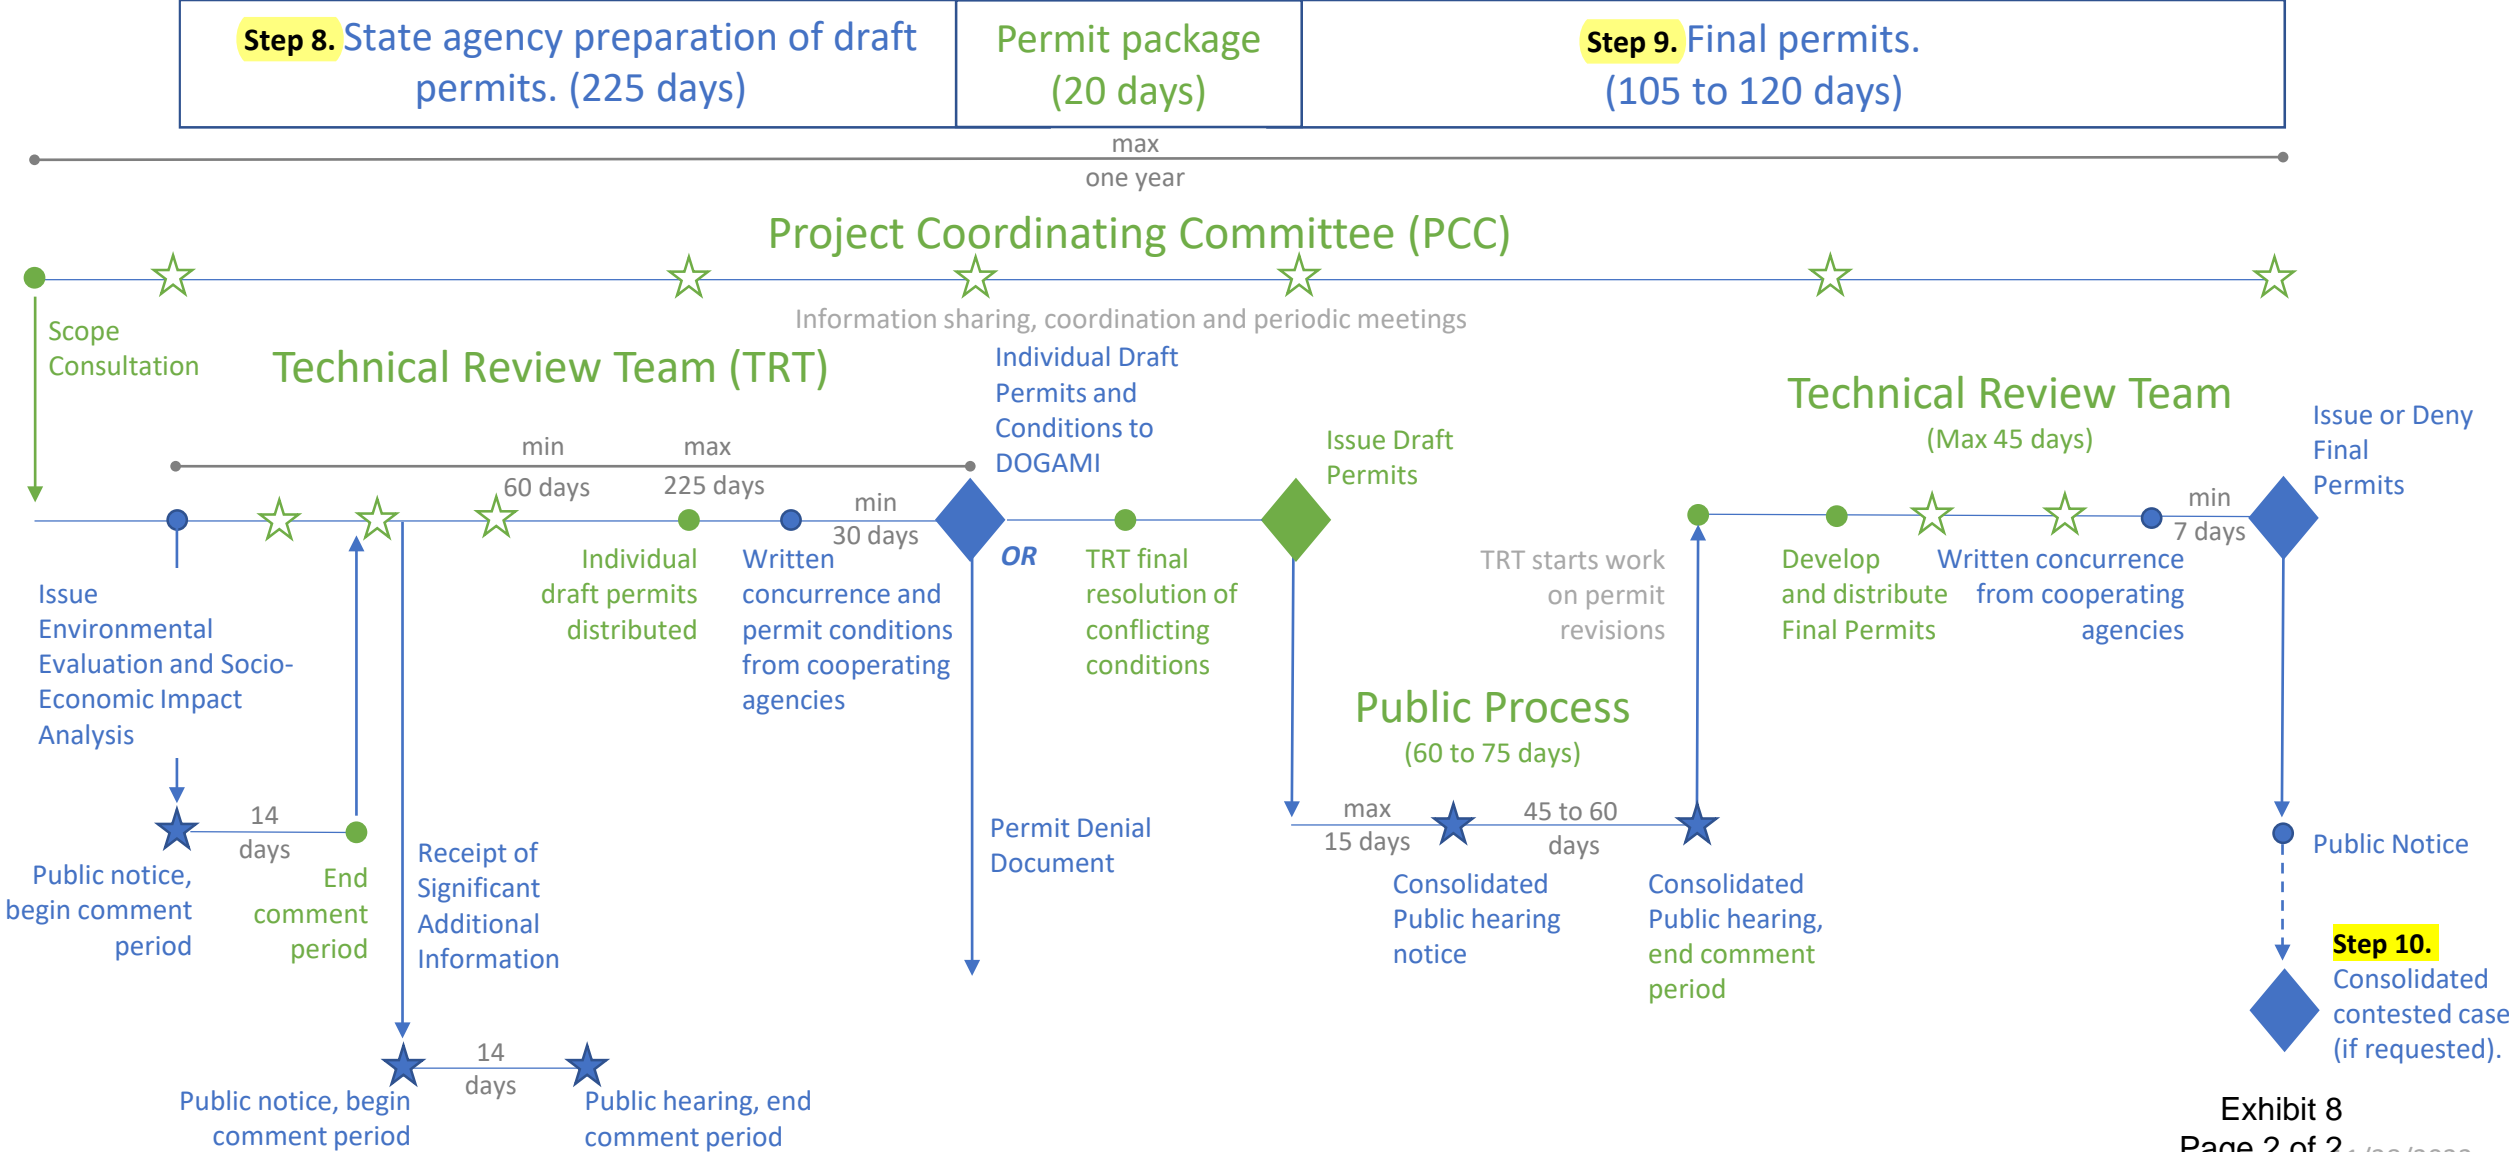 Step 8. State agency preparation of draft
permits. (225 days)
Permit package
(20 days)
Step 9. Final permits.
(105 to 120 days)
max
one year
Project Coordinating Committee (PCC)
Information sharing, coordination and periodic meetings
Scope
Consultation
Technical Review Team (TRT)
min
60 days
max
225 days
min
30 days
Individual Draft
Permits and
Conditions to
DOGAMI
Issue Draft
Permits
Technical Review Team
(Max 45 days)
min
7 days
Issue or Deny
Final
Permits
Issue
Environmental
Evaluation and Socio-
Economic Impact
Analysis
Individual
draft permits
distributed
Written
concurrence and
permit conditions
from cooperating
agencies
OR
TRT final
resolution of
conflicting
conditions
TRT starts work
on permit
revisions
Develop
and distribute
Final Permits
Written concurrence
from cooperating
agencies
Public Process
(60 to 75 days)
14
days
Public notice,
begin comment
period
End
comment
period
Receipt of
Significant
Additional
Information
Permit Denial
Document
max
15 days
45 to 60
days
Consolidated
Public hearing
notice
Consolidated
Public hearing,
end comment
period
Public Notice
Step 10.
Consolidated
contested case
(if requested).
14
days
Public notice, begin
comment period
Public hearing, end
comment period
Exhibit 8
Page 2 of 2